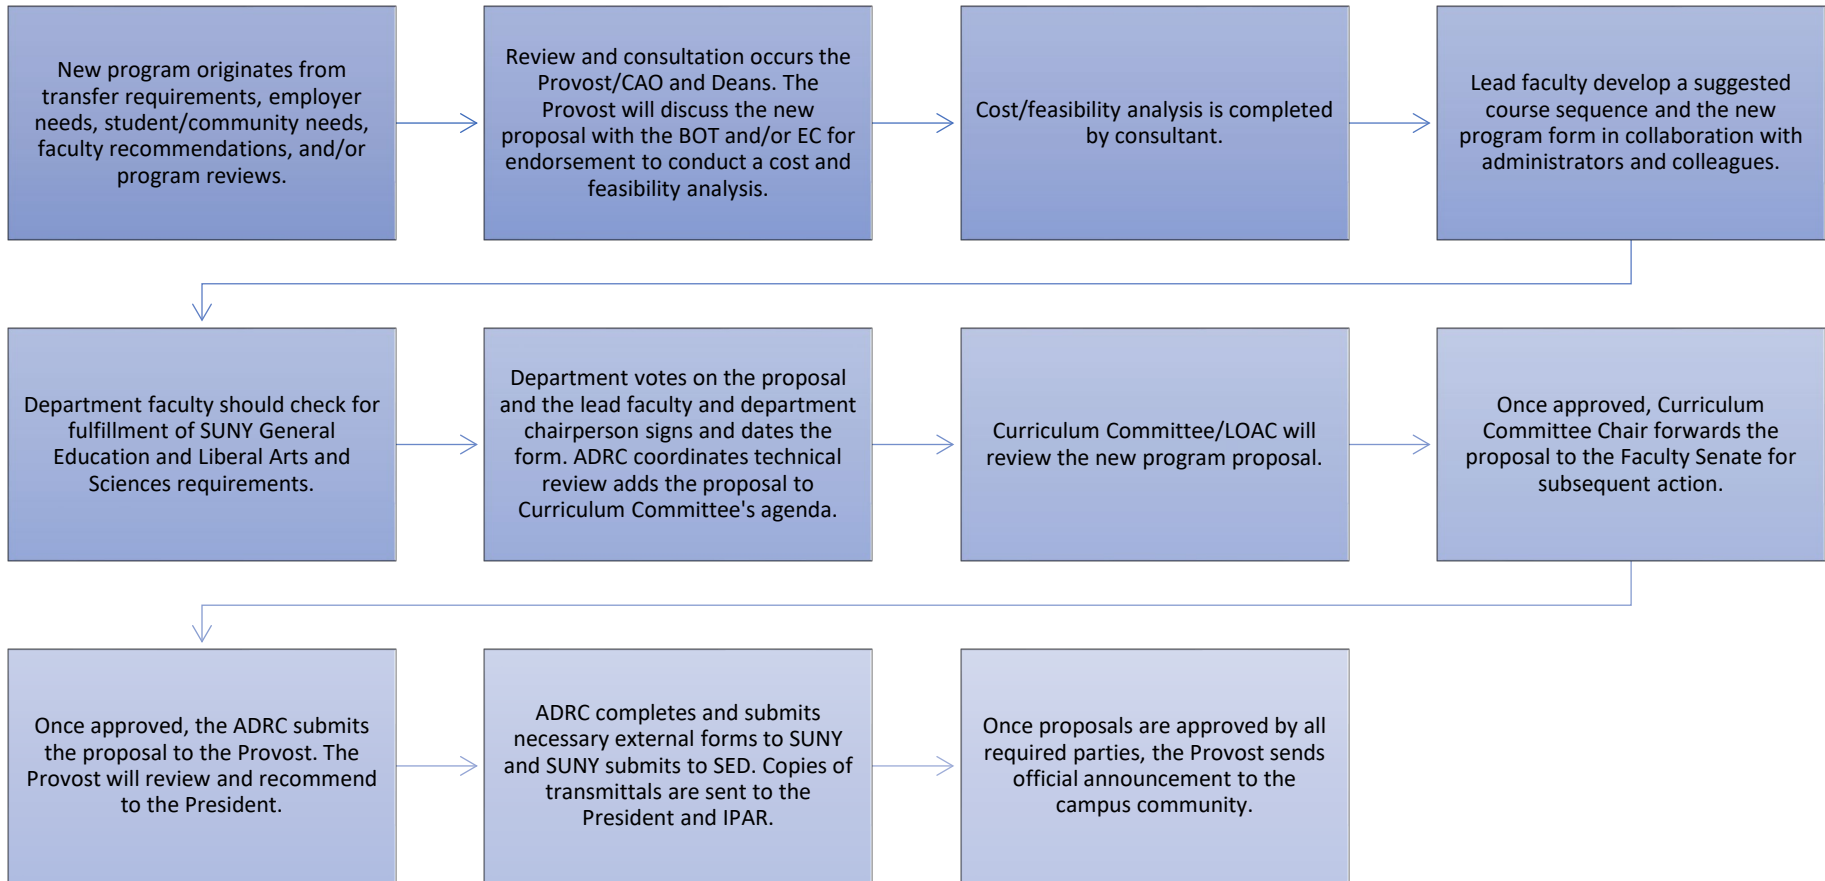 New program originates from
transfer requirements, employer
needs, student/community needs,
faculty recommendations, and/or
program reviews.
Review and consultation occurs the
Provost/CAO and Deans. The
Provost will discuss the new
proposal with the BOT and/or EC for
endorsement to conduct a cost and
feasibility analysis.
Cost/feasibility analysis is completed
by consultant.
Lead faculty develop a suggested
course sequence and the new
program form in collaboration with
administrators and colleagues.
Department faculty should check for
fulfillment of SUNY General
Education and Liberal Arts and
Sciences requirements.
Department votes on the proposal
and the lead faculty and department
chairperson signs and dates the
form. ADRC coordinates technical
review adds the proposal to
Curriculum Committee's agenda.
Curriculum Committee/LOAC will
review the new program proposal.
Once approved, Curriculum
Committee Chair forwards the
proposal to the Faculty Senate for
subsequent action.
Once approved, the ADRC submits
the proposal to the Provost. The
Provost will review and recommend
to the President.
ADRC completes and submits
necessary external forms to SUNY
and SUNY submits to SED. Copies of
transmittals are sent to the
President and IPAR.
Once proposals are approved by all
required parties, the Provost sends
official announcement to the
campus community.